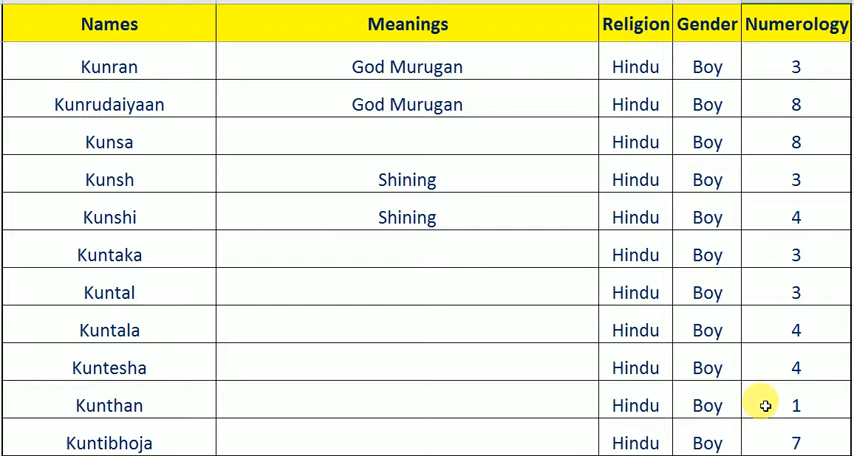 Names Meanings Religion Gender Numerology
Kunran God Murugan Hindu Boy 3
Kunrudaiyaan God Murugan Hindu Boy 8
Kunsa Hindu Boy 8
Kunsh Shining Hindu Boy 3
Kunshi Shining Hindu Boy 4
Kuntaka Hindu Boy 3
Kuntal Hindu Boy 3
Kuntala Hindu Boy 4
Kuntesha Hindu Boy 4
Kunthan Hindu Boy 1
Kuntibhoja Hindu Boy 7